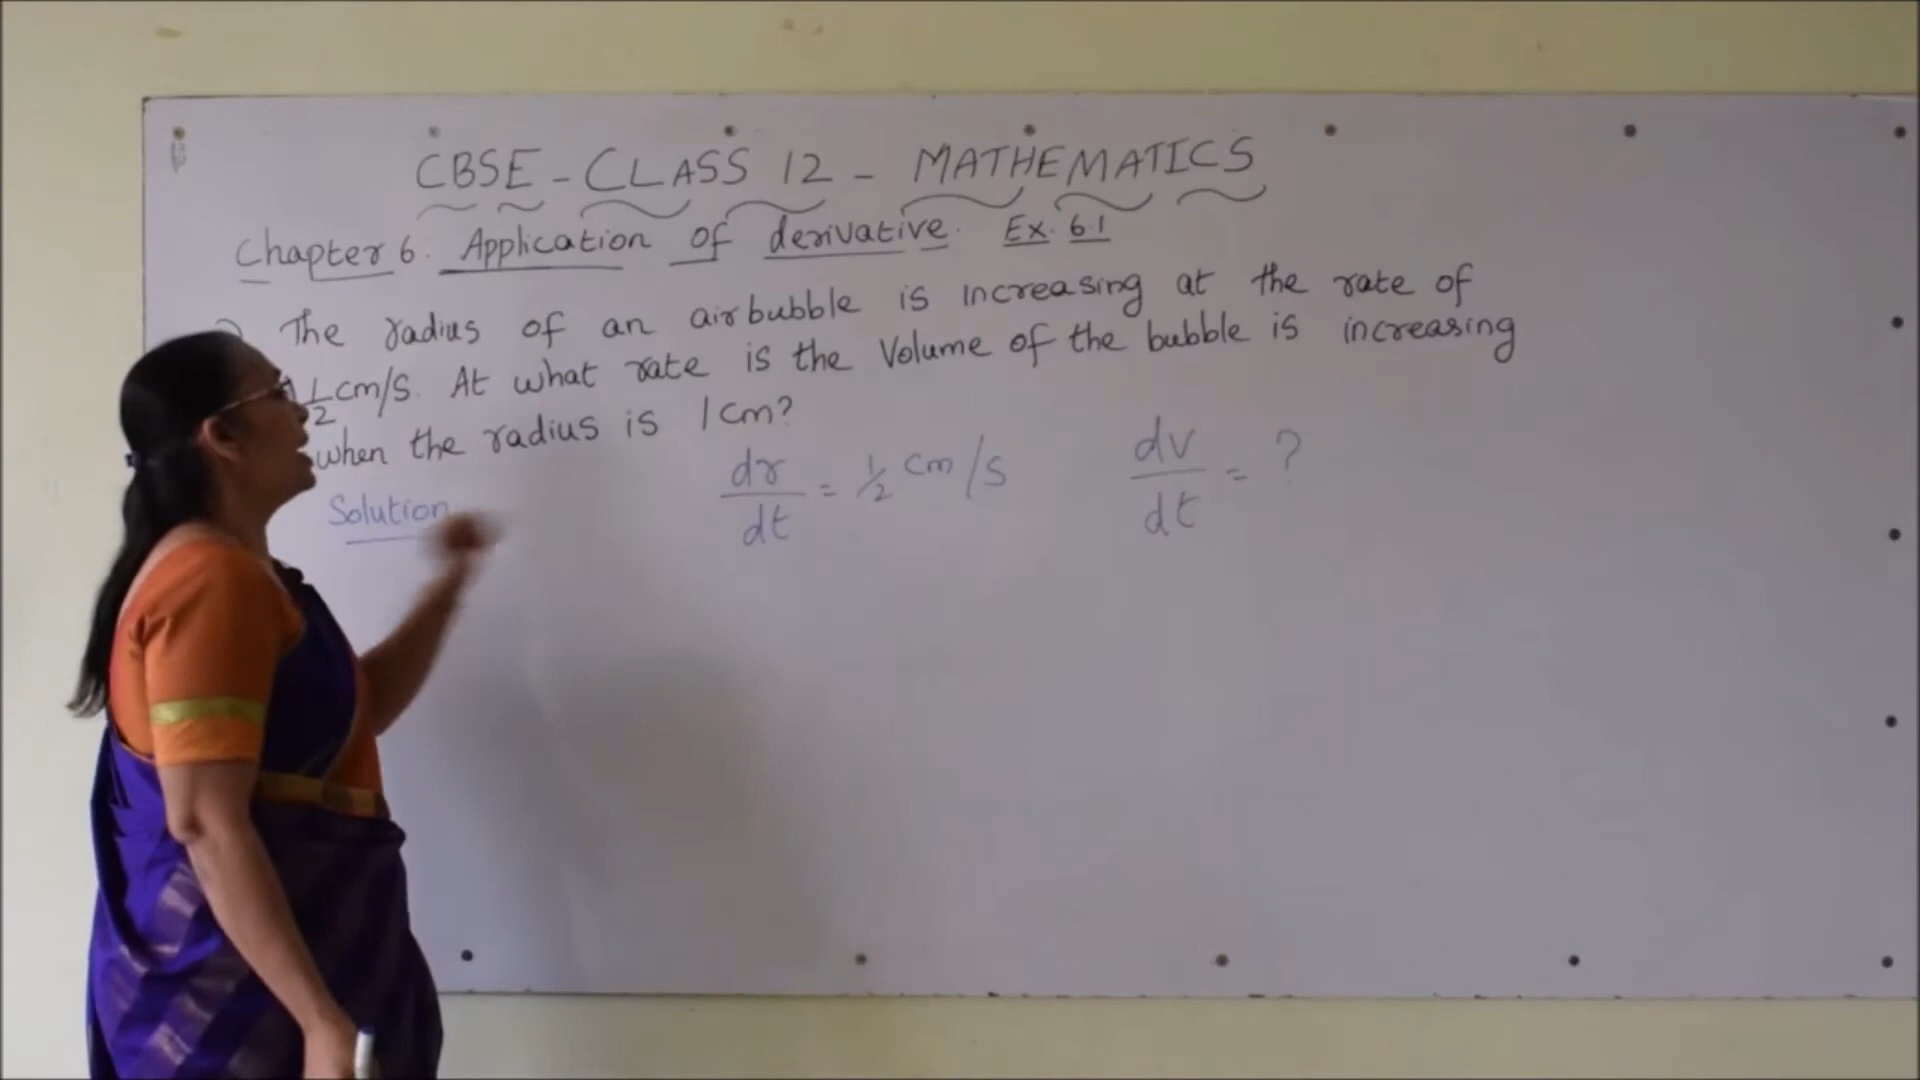 CBSE - CLASS 12 - MATHEMATICS
Chapter 6. Application of derivative. Ex. 6.1
The radius of an airbubble is increasing at the rate of
1/2 cm/s. At what rate is the Volume of the bubble is increasing
when the radius is 1cm?
Solution
dr/dt = 1/2 cm/s dv/dt = ?